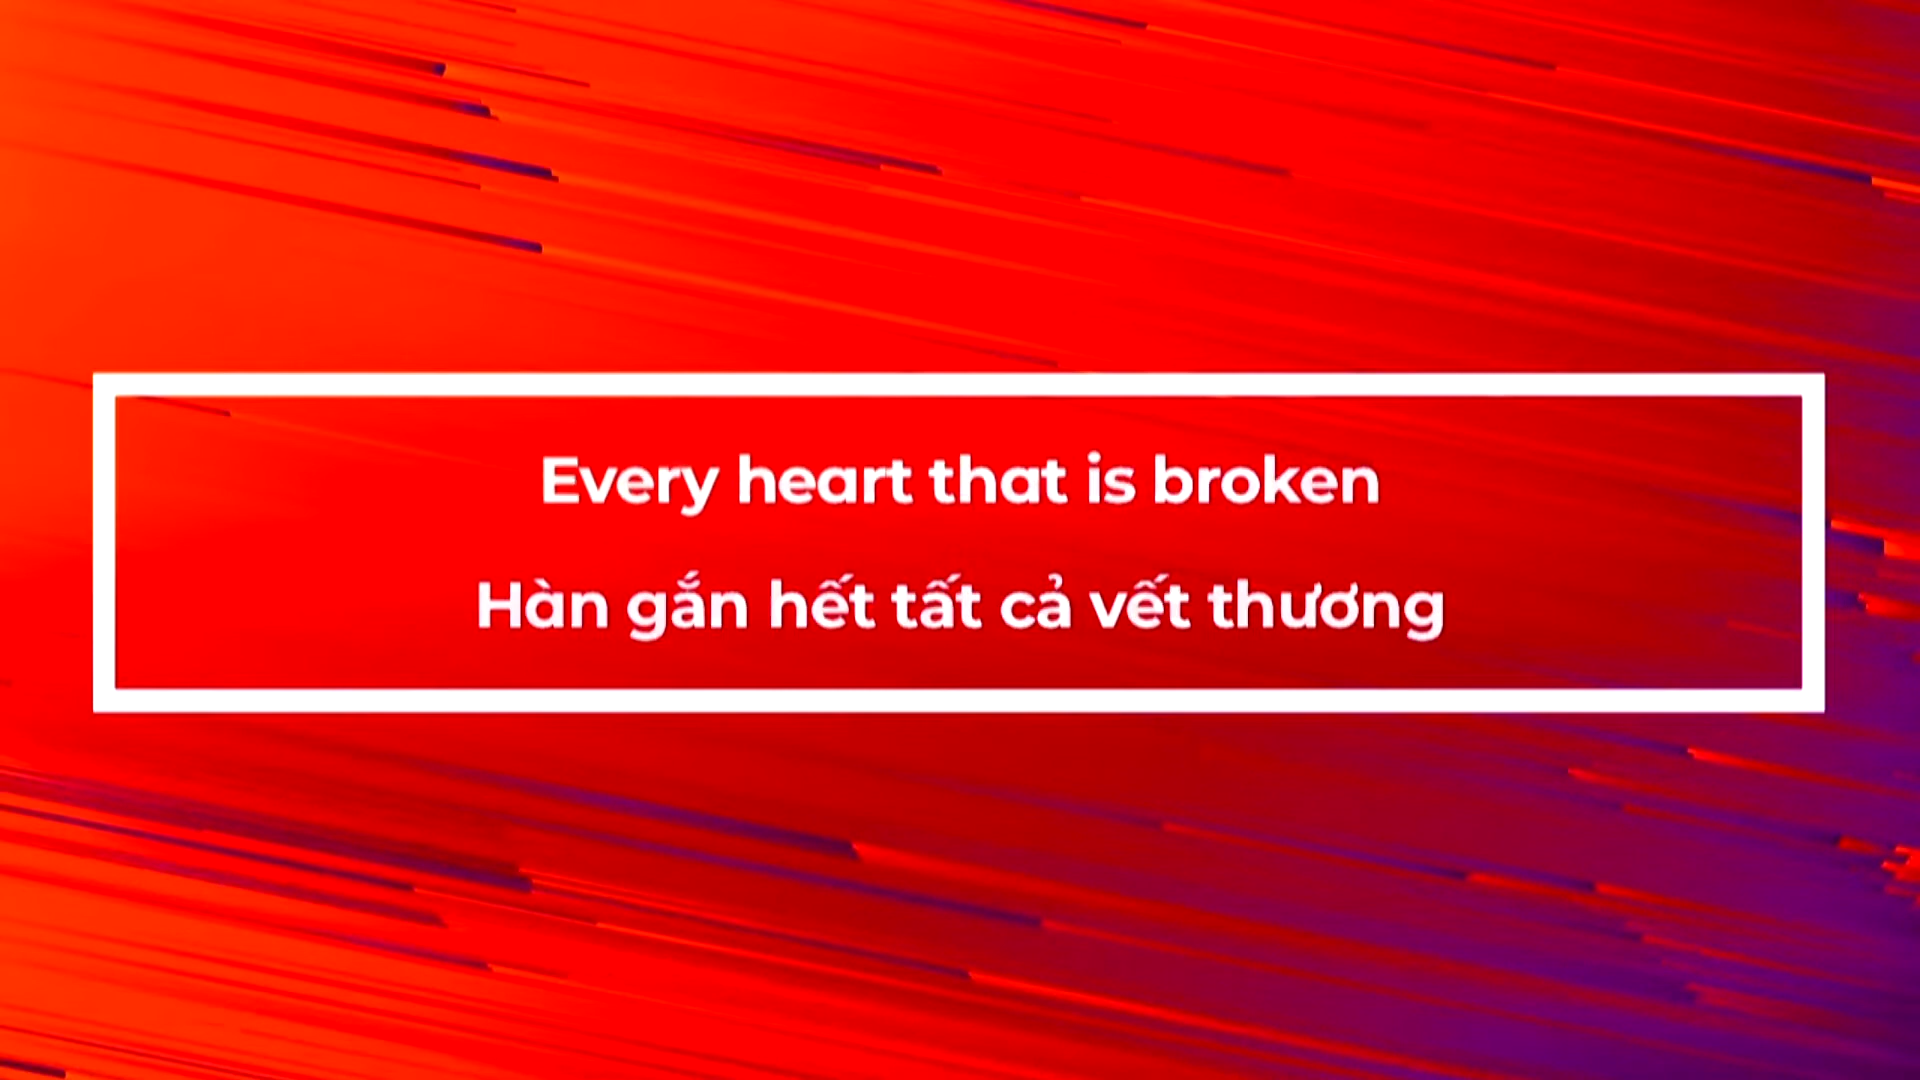 Every heart that is broken
Hàn gắn hết tất cả vết thương